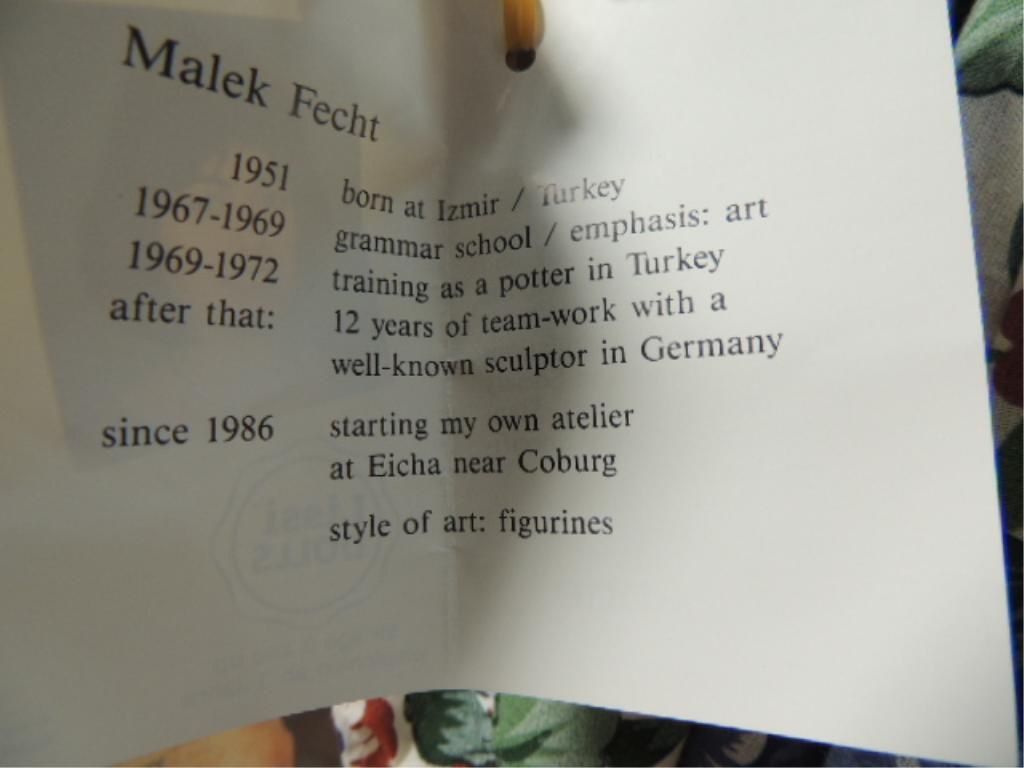 Malek Fecht
1951 born at Izmir / Turkey
1967-1969 grammar school / emphasis: art
1969-1972 training as a potter in Turkey
after that: 12 years of team-work with a
well-known sculptor in Germany
since 1986 starting my own atelier
at Eicha near Coburg
style of art: figurines